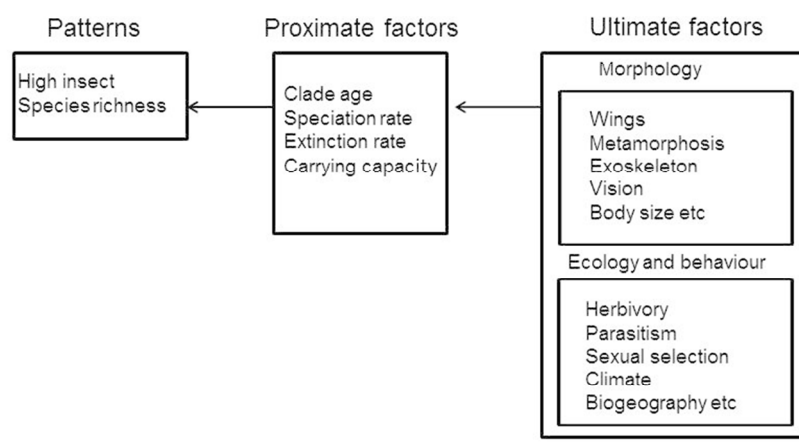 Patterns
High insect
Species richness
Proximate factors
Clade age
Speciation rate
Extinction rate
Carrying capacity
Ultimate factors
Morphology
Wings
Metamorphosis
Exoskeleton
Vision
Body size etc
Ecology and behaviour
Herbivory
Parasitism
Sexual selection
Climate
Biogeography etc